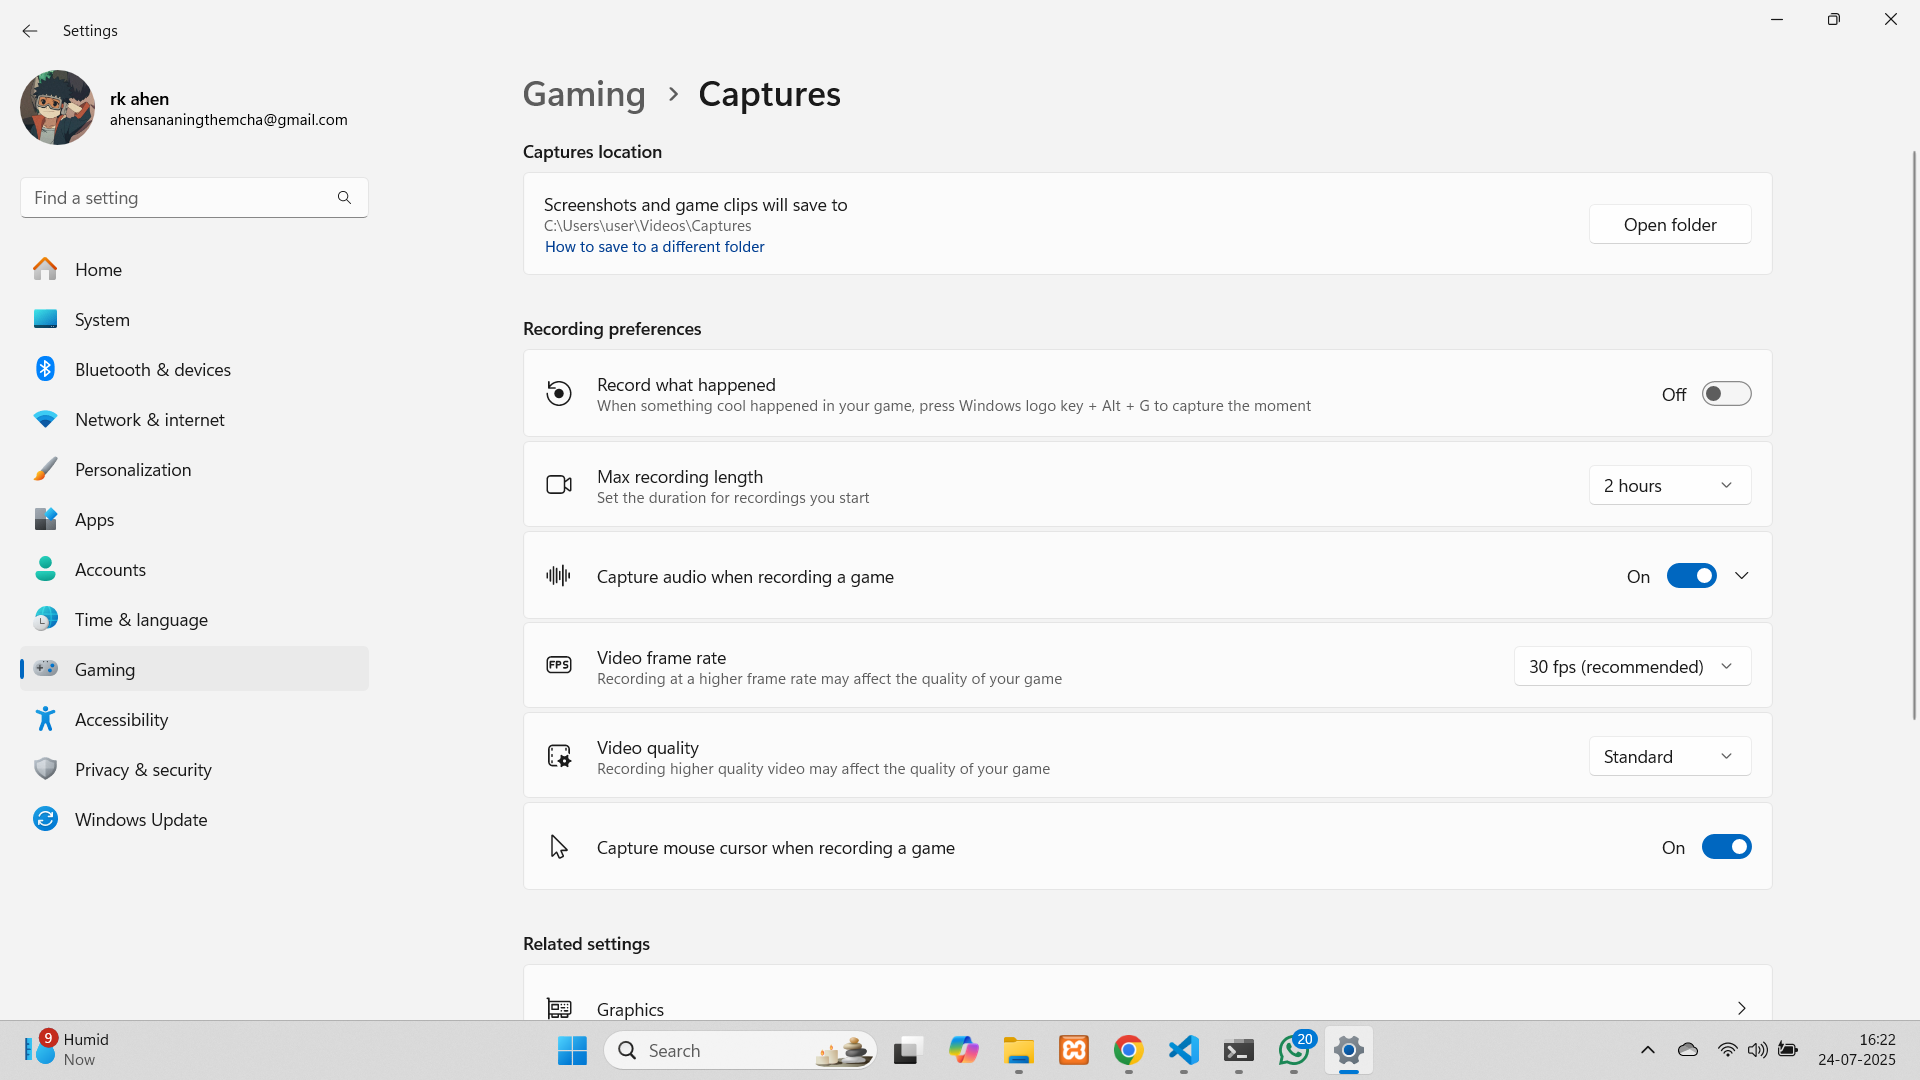 Settings
rk ahen
ahensananingthemcha@gmail.com
Find a setting
Home
System
Bluetooth & devices
Network & internet
Personalization
Apps
Accounts
Time & language
Gaming
Accessibility
Privacy & security
Windows Update
Gaming > Captures
Captures location
Screenshots and game clips will save to
C:\Users\user\Videos\Captures
How to save to a different folder
Open folder
Recording preferences
Record what happened
When something cool happened in your game, press Windows logo key + Alt + G to capture the moment
Off
Max recording length
Set the duration for recordings you start
2 hours
Capture audio when recording a game
On
FPS
Video frame rate
Recording at a higher frame rate may affect the quality of your game
30 fps (recommended)
Video quality
Recording higher quality video may affect the quality of your game
Standard
Capture mouse cursor when recording a game
On
Related settings
Graphics
9
Humid
Now
Search
20
16:22
24-07-2025